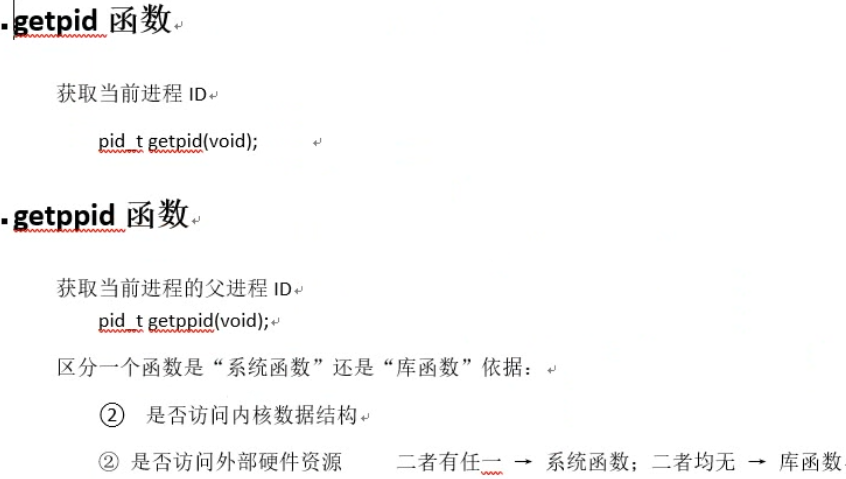 getpid 函数
获取当前进程 ID
pid_t getpid(void);
getppid 函数
获取当前进程的父进程 ID
pid_t getppid(void);
区分一个函数是“系统函数”还是“库函数”依据：
② 是否访问内核数据结构
② 是否访问外部硬件资源 二者有任一 → 系统函数；二者均无 → 库函数